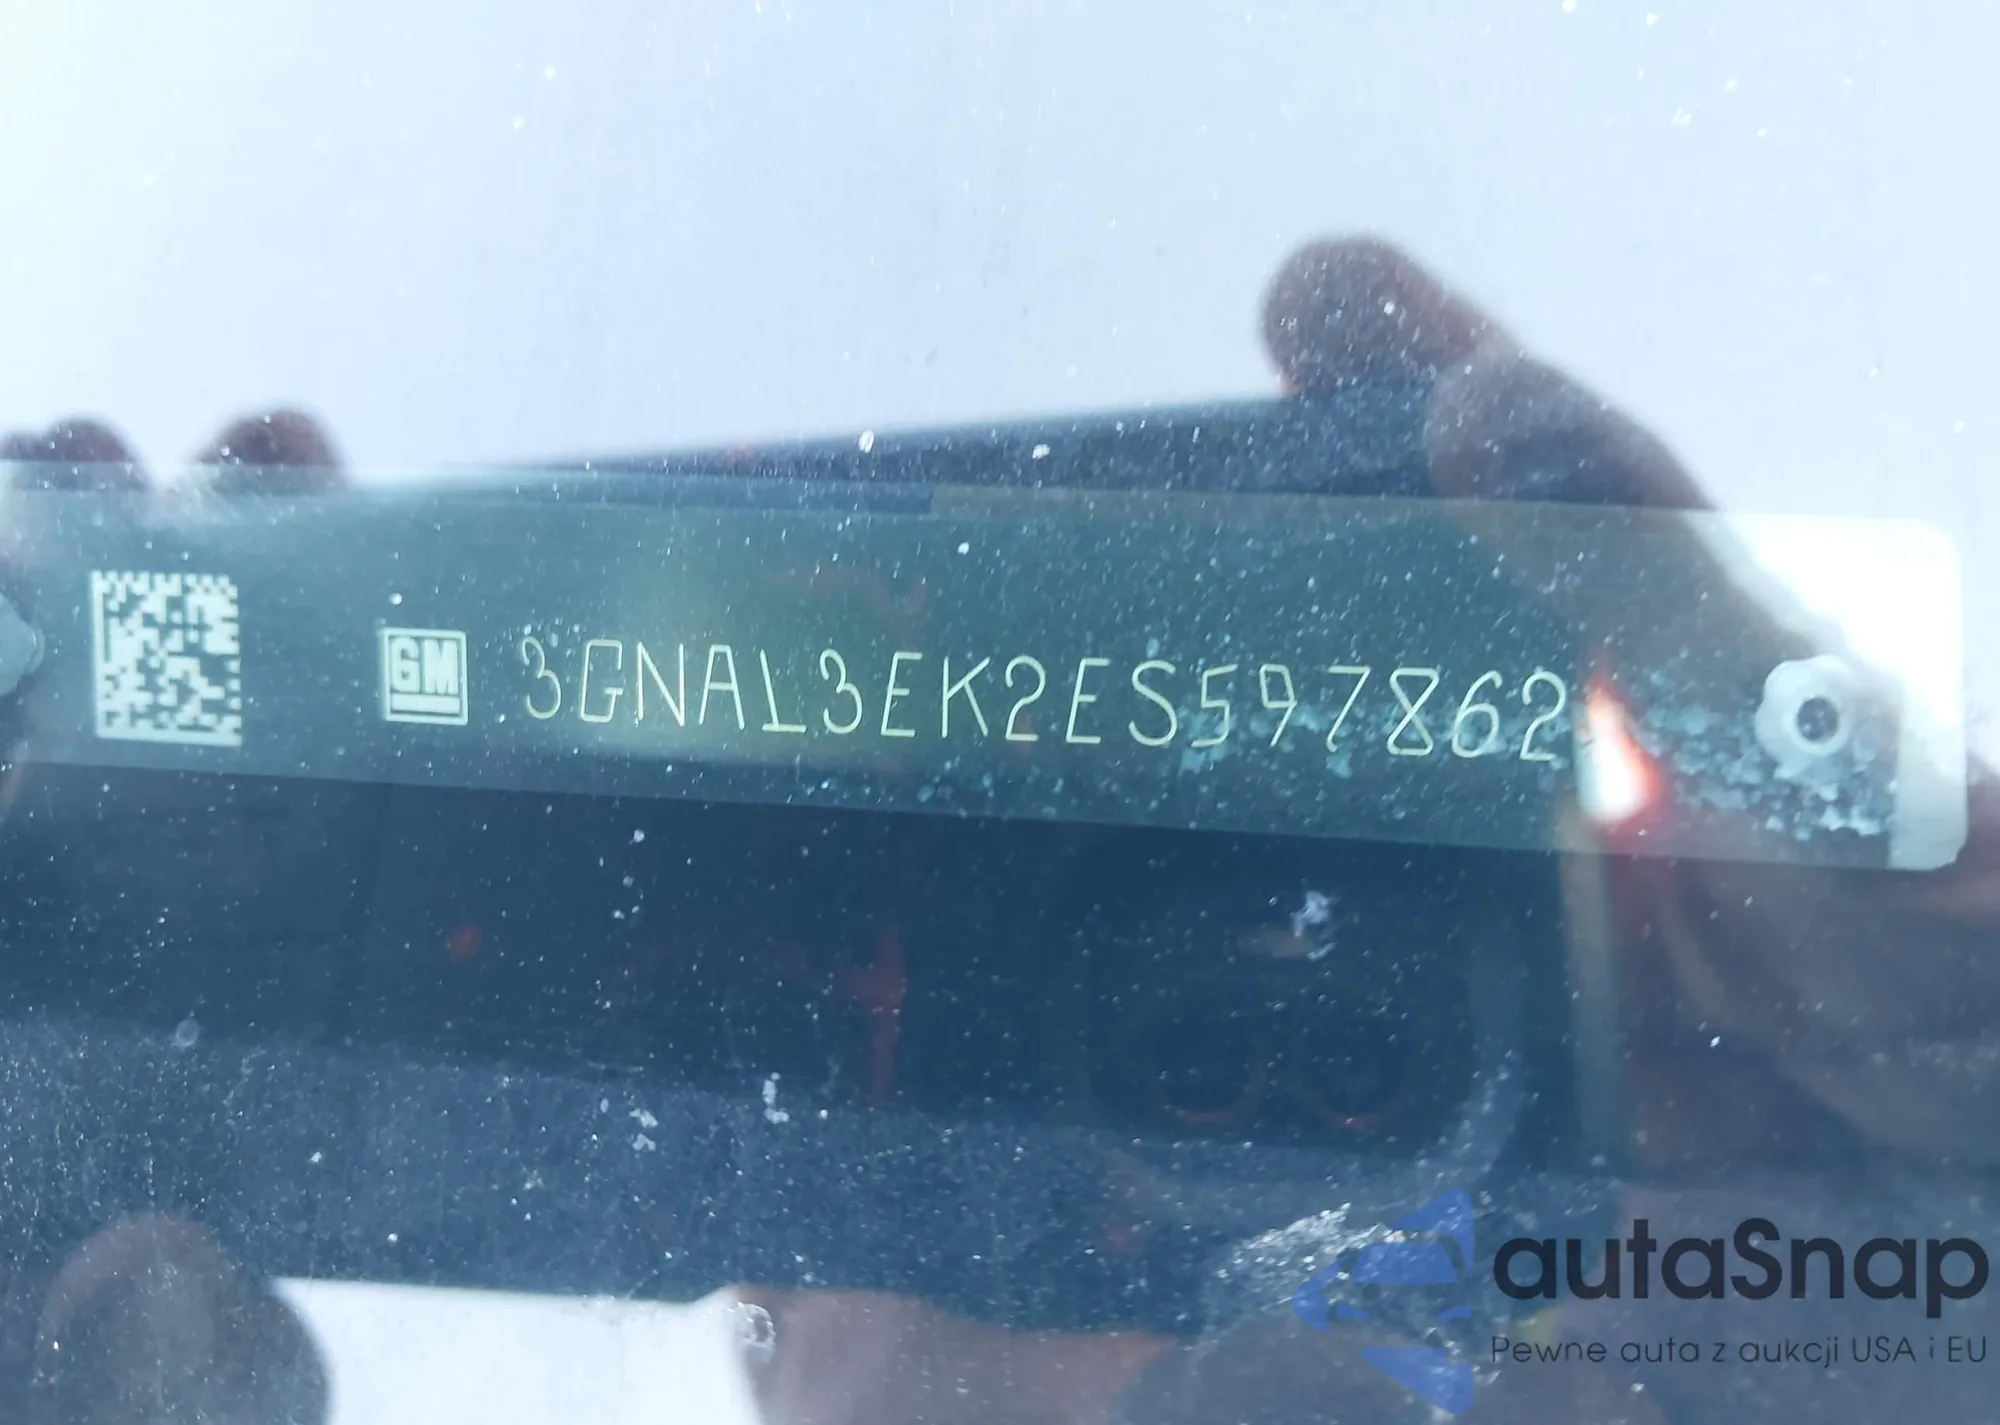 GM 3GNAL3EK2ES597862
autaSnap
Pewne auta z aukcji USA i EU